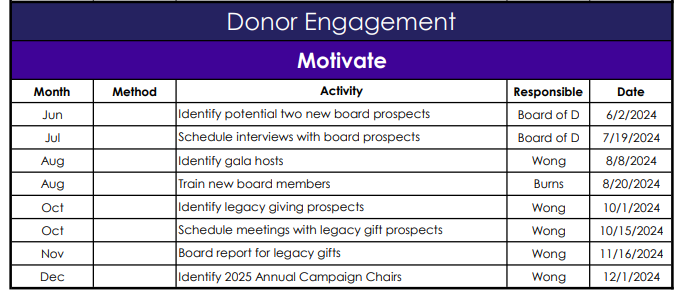 Donor Engagement
Motivate
Month Method Activity Responsible Date
Jun Identify potential two new board prospects Board of D 6/2/2024
Jul Schedule interviews with board prospects Board of D 7/19/2024
Aug Identify gala hosts Wong 8/8/2024
Aug Train new board members Burns 8/20/2024
Oct Identify legacy giving prospects Wong 10/1/2024
Oct Schedule meetings with legacy gift prospects Wong 10/15/2024
Nov Board report for legacy gifts Wong 11/16/2024
Dec Identify 2025 Annual Campaign Chairs Wong 12/1/2024